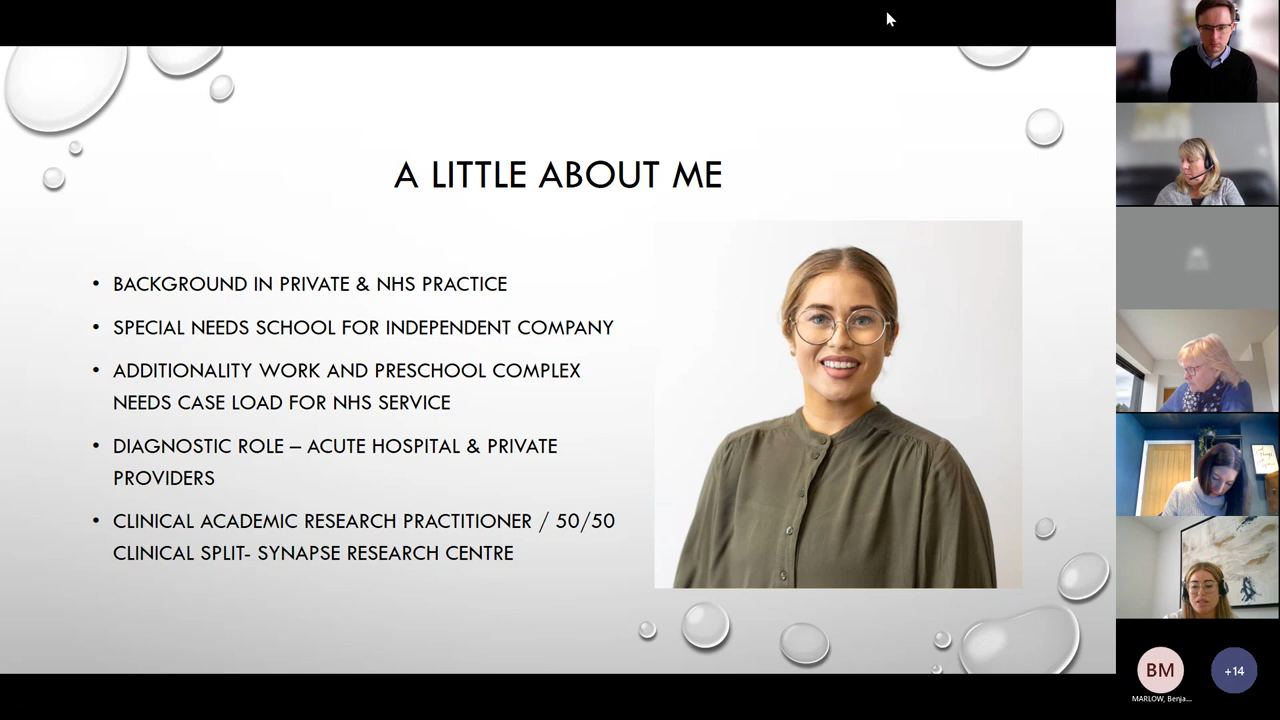 A LITTLE ABOUT ME
• BACKGROUND IN PRIVATE & NHS PRACTICE
• SPECIAL NEEDS SCHOOL FOR INDEPENDENT COMPANY
• ADDITIONALITY WORK AND PRESCHOOL COMPLEX
NEEDS CASE LOAD FOR NHS SERVICE
• DIAGNOSTIC ROLE – ACUTE HOSPITAL & PRIVATE
PROVIDERS
• CLINICAL ACADEMIC RESEARCH PRACTITIONER / 50/50
CLINICAL SPLIT- SYNAPSE RESEARCH CENTRE
BM
+14
MARLOW, Benja...